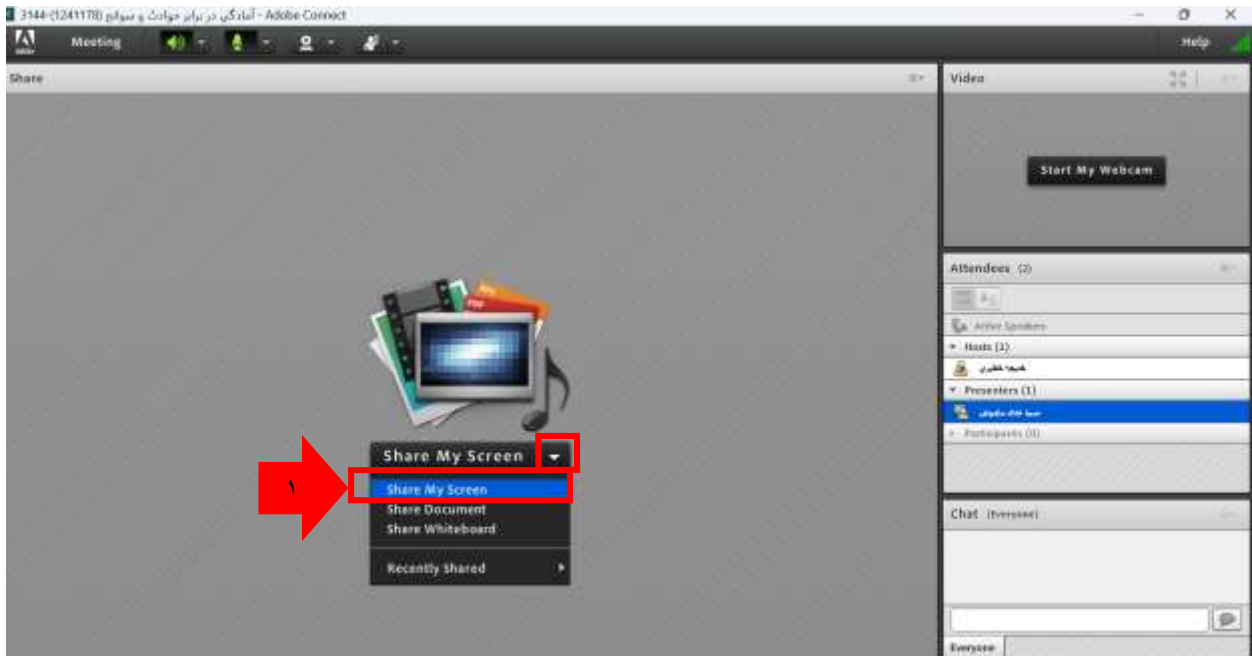 آمادگی در برابر حوادث و سوانح (1241178)-3144 - Adobe Connect
Meeting
Help
Share
Video
Start My Webcam
Attendees (2)
Active Speakers
Hosts (1)
Presenters (1)
Participants (0)
PDF
Share My Screen
۱
Share My Screen
Share Document
Share Whiteboard
Recently Shared
Chat (Everyone)
Everyone